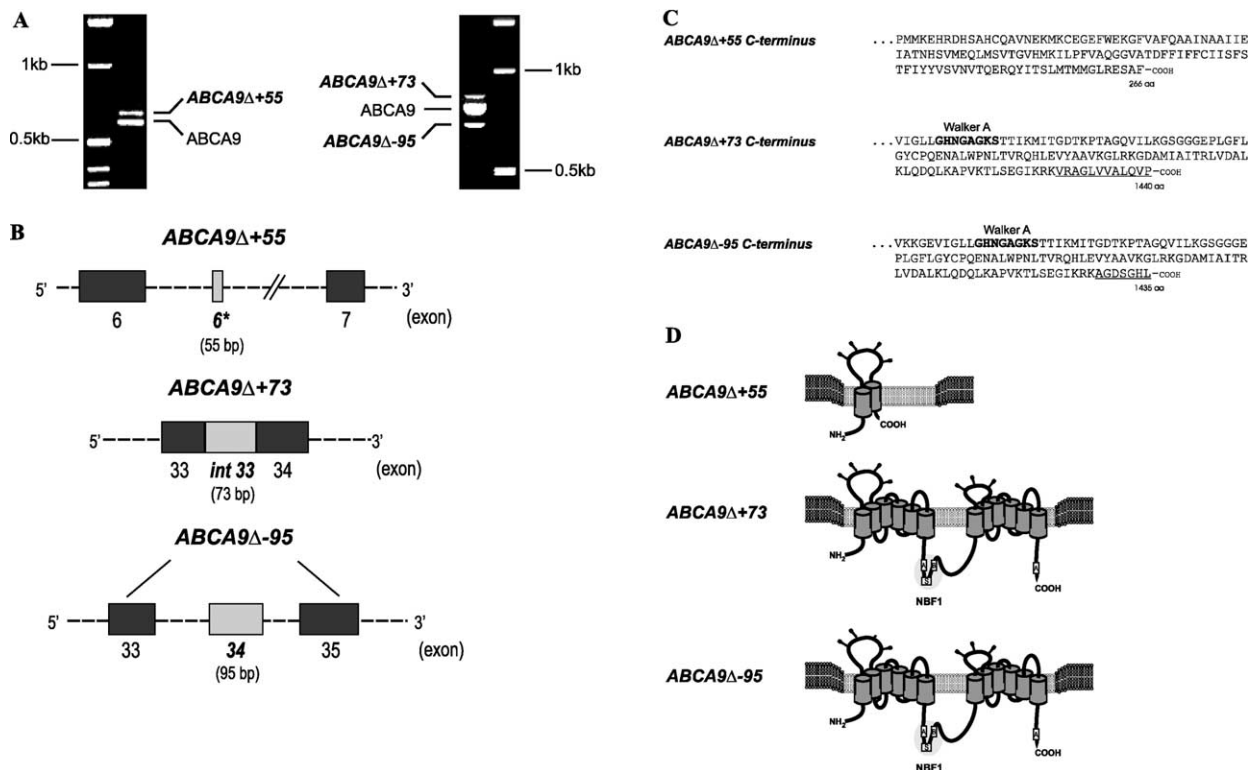 A
1kb
0.5kb
ABCA9Δ+55
ABCA9
ABCA9Δ+73
ABCA9
ABCA9Δ-95
1kb
0.5kb
B
ABCA9Δ+55
5’
3’
6
6*
7
(exon)
(55 bp)
ABCA9Δ+73
5’
3’
33
int 33
34
(exon)
(73 bp)
ABCA9Δ-95
5’
3’
33
34
35
(exon)
(95 bp)
C
ABCA9Δ+55 C-terminus
...PMMKEHRDHSAHCQAVNEKMKCEGEFWEKGFVAFQAAINAAIIE
IATNHSVMEQLMSVTGVHMKILPFVAQGGVATDFFIFFCIISFS
TFIYYVSVNVTQERQYITSLMTMMGLRESAF–COOH
266 aa
Walker A
ABCA9Δ+73 C-terminus
...VIGLLGHNGAGKSTTIKMITGDTKPTAGQVILKGSGGGEPLGFL
GYCPQENALWPNLTVRQHLEVYAAVKGLRKGDAMIAITRLVDAL
KLQDQLKAPVKTLSEGIKRKVRAGLVVALQVP–COOH
1440 aa
Walker A
ABCA9Δ-95 C-terminus
...VKKGEVIGLLGHNGAGKSTTIKMITGDTKPTAGQVILKGSGGGE
PLGFLGYCPQENALWPNLTVRQHLEVYAAVKGLRKGDAMIAITR
LVDALKLQDQLKAPVKTLSEGIKRKAGDSGHL–COOH
1435 aa
D
ABCA9Δ+55
NH2
COOH
ABCA9Δ+73
NH2
A
S
B
NBF1
A
COOH
ABCA9Δ-95
NH2
A
S
B
NBF1
A
COOH